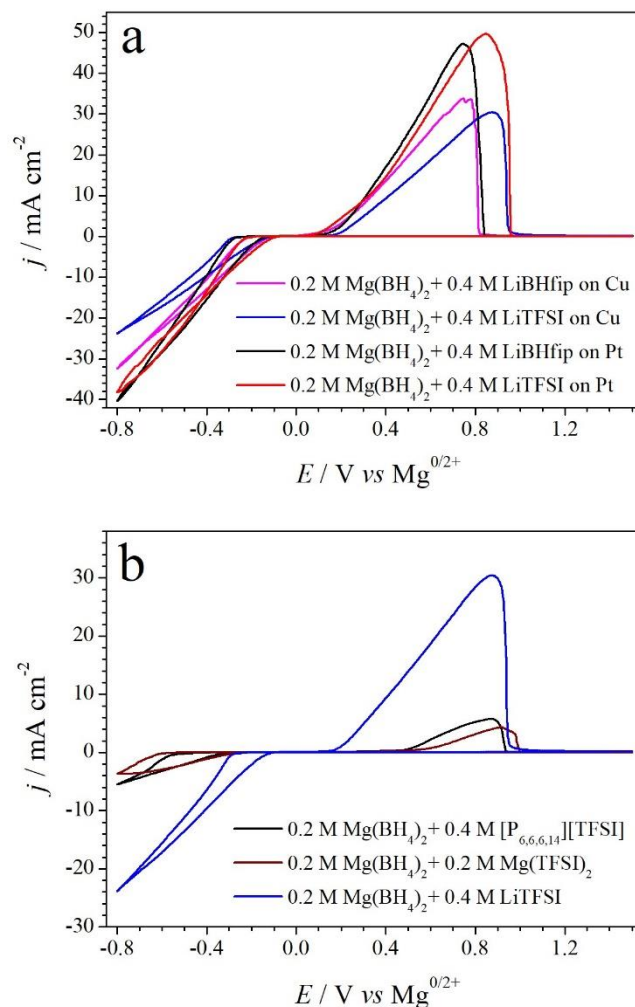 a
50
40
30
20
10
0
-10
-20
-30
-40
j / mA cm⁻²
0.2 M Mg(BH₄)₂+ 0.4 M LiBHfip on Cu
0.2 M Mg(BH₄)₂+ 0.4 M LiTFSI on Cu
0.2 M Mg(BH₄)₂+ 0.4 M LiBHfip on Pt
0.2 M Mg(BH₄)₂+ 0.4 M LiTFSI on Pt
-0.8 -0.4 0.0 0.4 0.8 1.2
E / V vs Mg⁰ᐟ²⁺
b
30
20
10
0
-10
-20
-30
j / mA cm⁻²
0.2 M Mg(BH₄)₂+ 0.4 M [P₆,₆,₆,₁₄][TFSI]
0.2 M Mg(BH₄)₂+ 0.2 M Mg(TFSI)₂
0.2 M Mg(BH₄)₂+ 0.4 M LiTFSI
-0.8 -0.4 0.0 0.4 0.8 1.2
E / V vs Mg⁰ᐟ²⁺